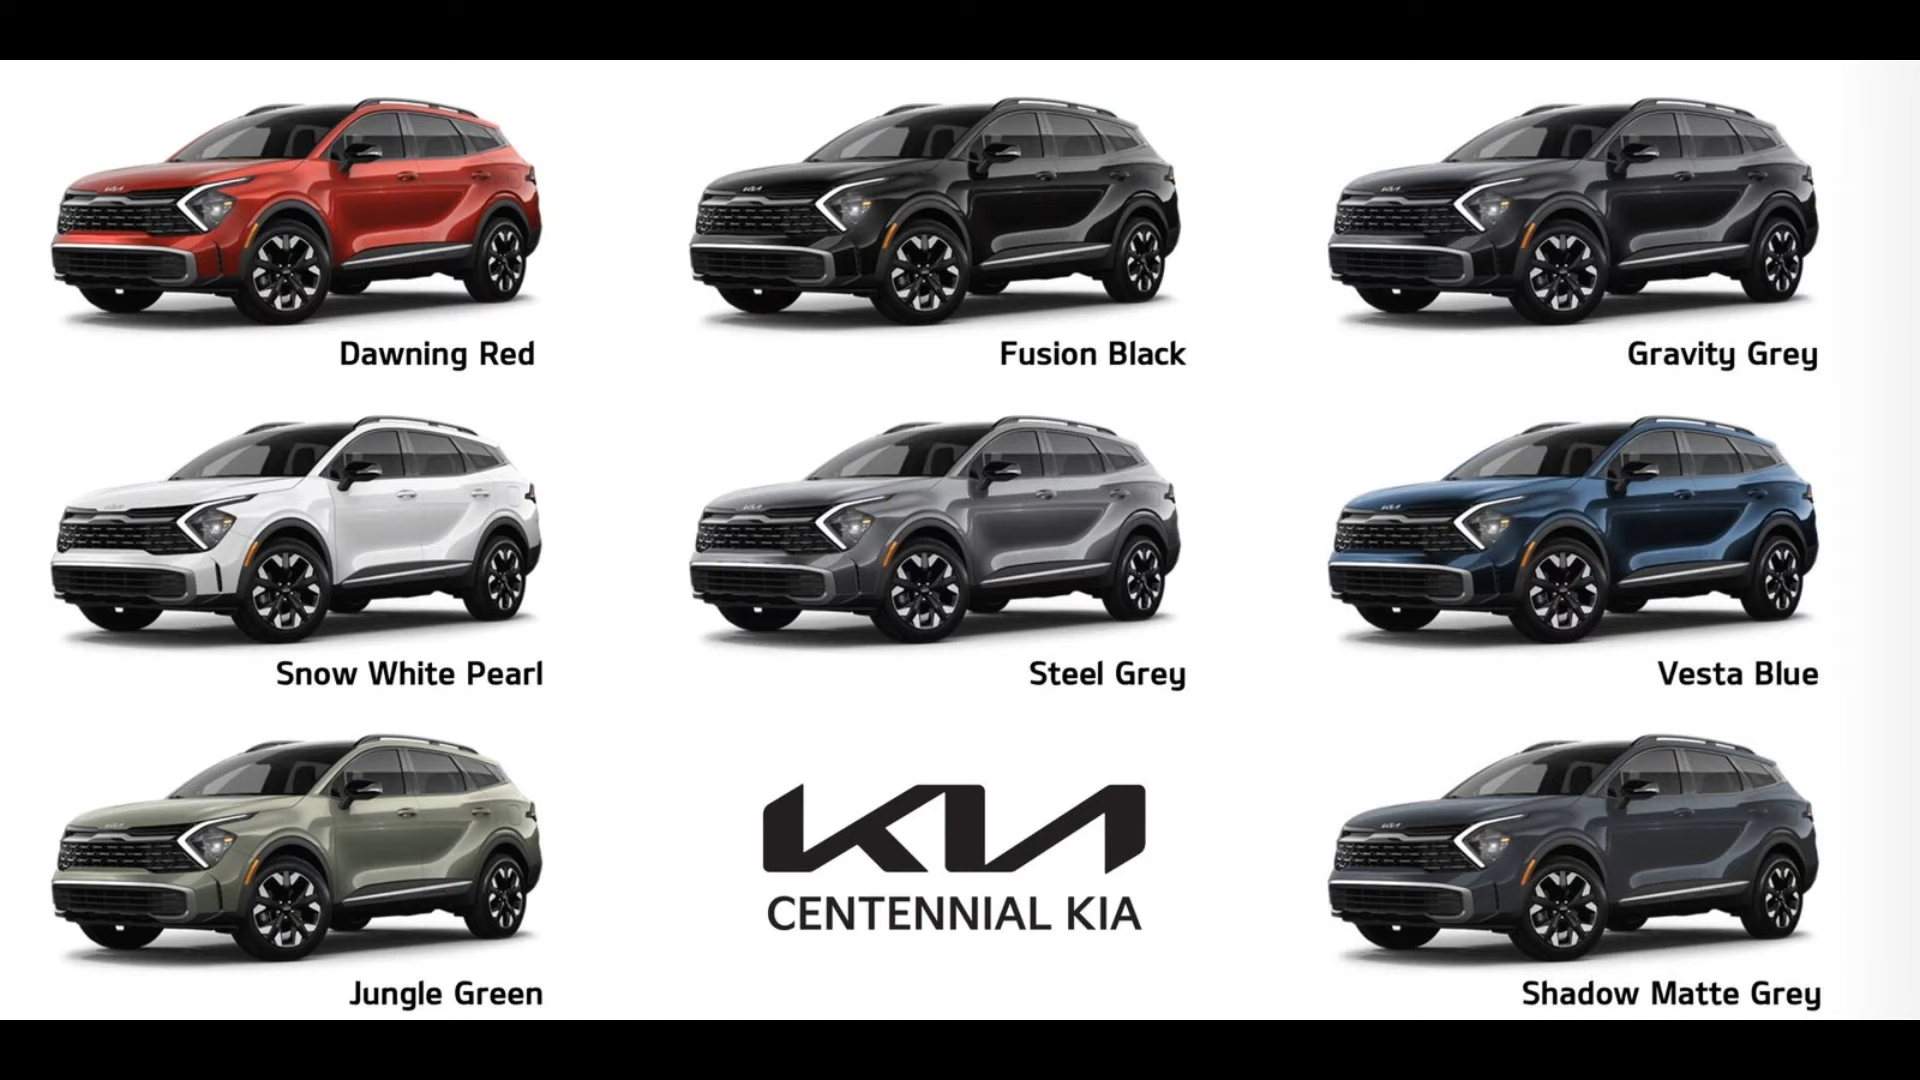 Dawning Red
Fusion Black
Gravity Grey
Snow White Pearl
Steel Grey
Vesta Blue
Jungle Green
KIA
CENTENNIAL KIA
Shadow Matte Grey